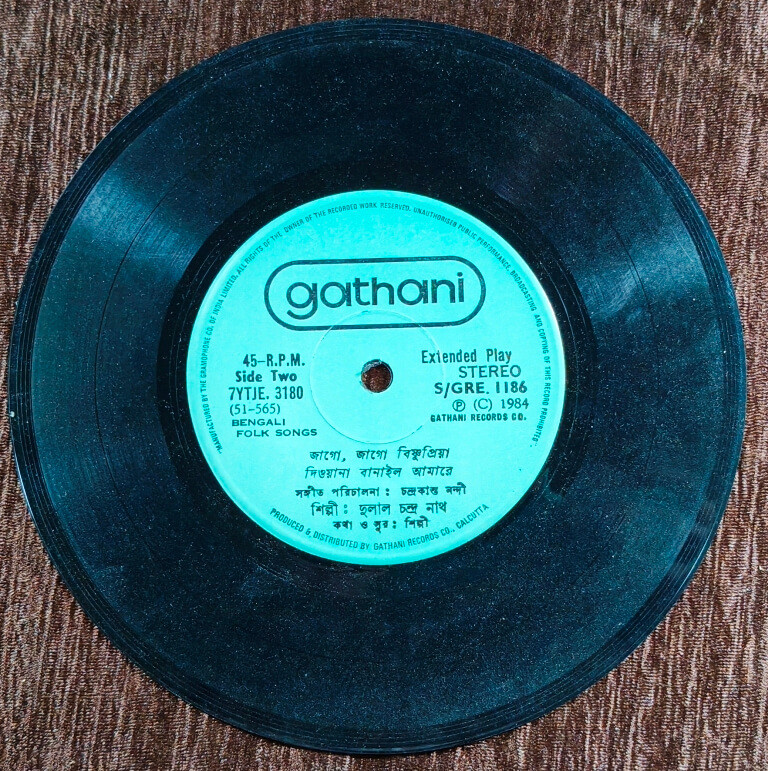 "MANUFACTURED BY THE GRAMOPHONE CO. OF INDIA LIMITED. ALL RIGHTS OF THE OWNER OF THE RECORDED WORK RESERVED. UNAUTHORISED PUBLIC PERFORMANCE, BROADCASTING AND COPYING OF THIS RECORD PROHIBITED"
gathani
45-R.P.M.
Side Two
7YTJE. 3180
(51-565)
BENGALI
FOLK SONGS
Extended Play
STEREO
S/GRE. 1186
Ⓟ (C) 1984
GATHANI RECORDS CO.
জাগো, জাগো বিষ্ণুপ্রিয়া
দিওয়ানা বানাইল আমারে
সঙ্গীত পরিচালনা : চন্দ্রকান্ত নন্দী
শিল্পী : দুলাল চন্দ্র নাথ
কথা ও সুর : শিল্পী
PRODUCED & DISTRIBUTED BY GATHANI RECORDS CO., CALCUTTA